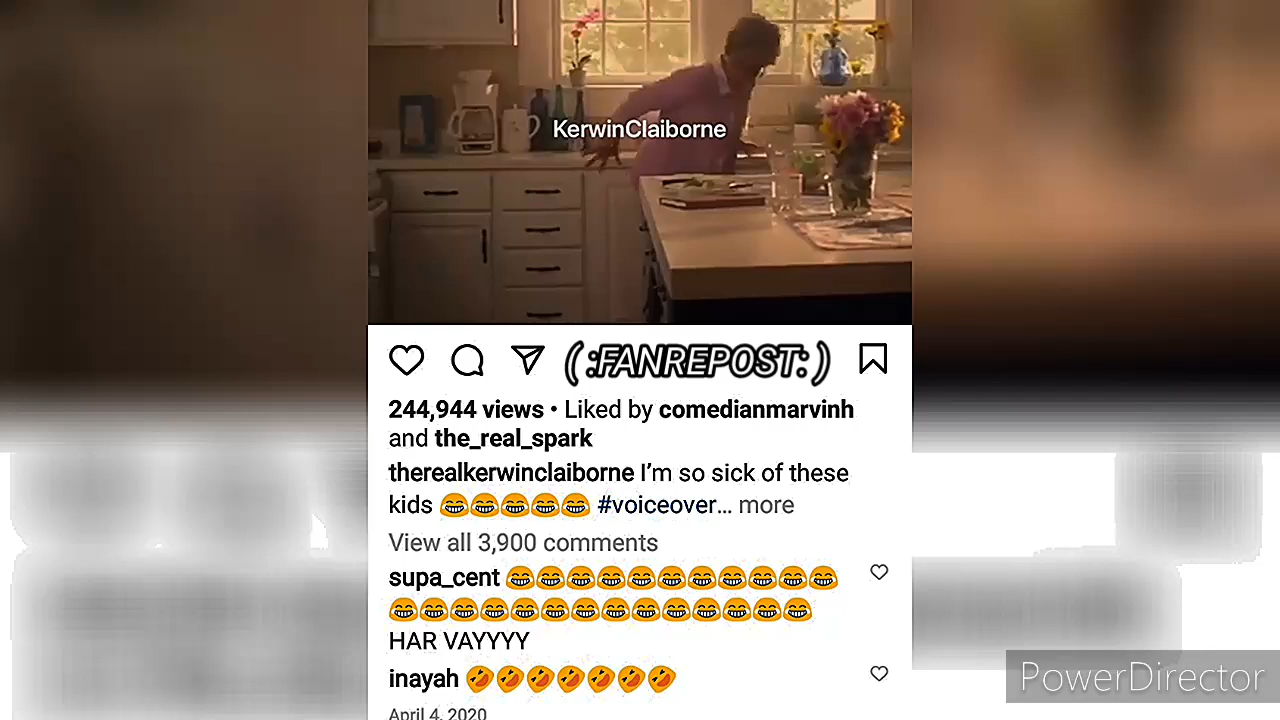 KerwinClaiborne
( :FANREPOST: )
244,944 views • Liked by comedianmarvinh
and the_real_spark
therealkerwinclaiborne I’m so sick of these
kids 😂😂😂😂😂 #voiceover… more
View all 3,900 comments
supa_cent 😂😂😂😂😂😂😂😂😂😂😂
😂😂😂😂😂😂😂😂😂😂😂😂😂😂
HAR VAYYYY
inayah 🤣🤣🤣🤣🤣🤣🤣
April 4, 2020
PowerDirector